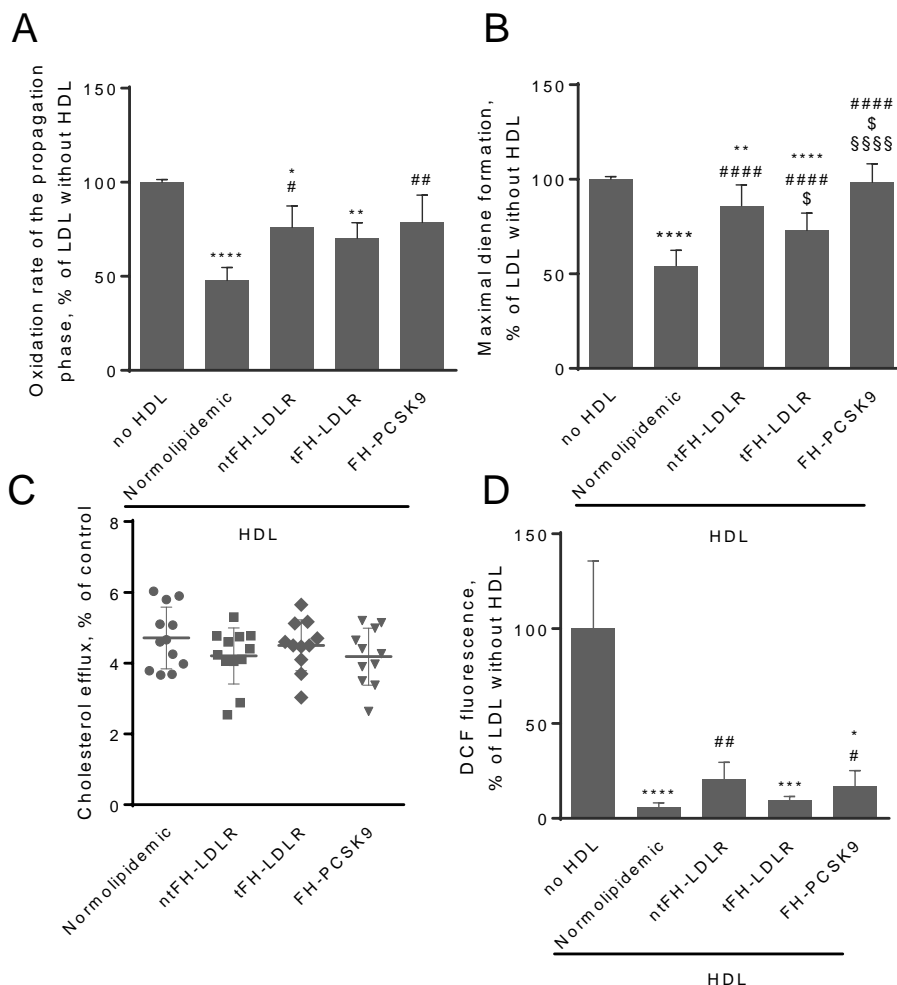 A
Oxidation rate of the propagation
phase, % of LDL without HDL
150
100
50
0
****
*
#
**
##
no HDL
Normolipidemic
ntFH-LDLR
tFH-LDLR
FH-PCSK9
HDL
B
Maximal diene formation,
% of LDL without HDL
150
100
50
0
****
**
####
****
####
$
####
$
§§§§
no HDL
Normolipidemic
ntFH-LDLR
tFH-LDLR
FH-PCSK9
HDL
C
Cholesterol efflux, % of control
8
6
4
2
0
Normolipidemic
ntFH-LDLR
tFH-LDLR
FH-PCSK9
D
DCF fluorescence,
% of LDL without HDL
150
100
50
0
****
##
***
*
#
no HDL
Normolipidemic
ntFH-LDLR
tFH-LDLR
FH-PCSK9
HDL